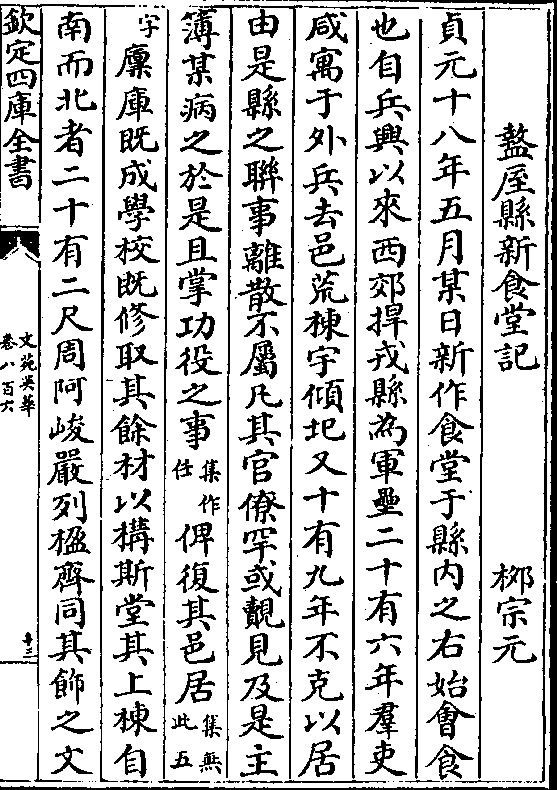 盩厔縣新食堂記 柳宗元
貞元十八年五月某日新作食堂于縣内之右始會食
也自兵興以來西郊捍戎縣為軍壘二十有六年羣吏
咸寓于外兵去邑荒棟宇傾圮又十有九年不克以居
由是縣之聯事離散不屬凡其官僚罕或覿見及是主
簿某病之於是且掌功役之事集作任俾復其邑居集無此五
字廪庫既成學校既修取其餘材以構斯堂其上棟自
南而北者二十有二尺周阿峻嚴列楹齊同其飾之文
欽定四庫全書
文苑英華
卷八百六
十三